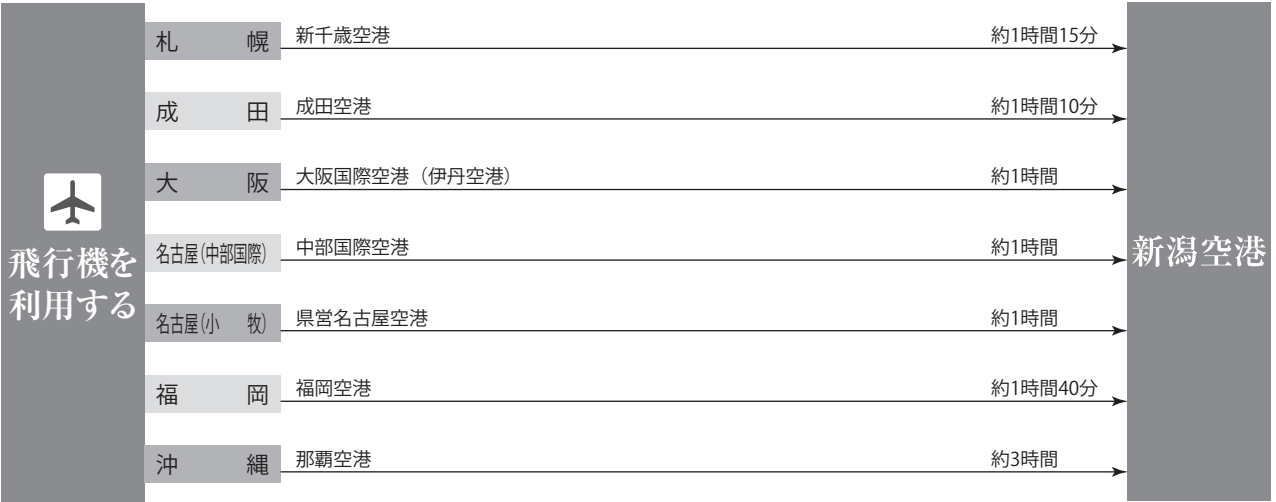 飛行機を
利用する
札幌 新千歳空港 約1時間15分
成田 成田空港 約1時間10分
大阪 大阪国際空港（伊丹空港） 約1時間
名古屋(中部国際) 中部国際空港 約1時間
名古屋(小牧) 県営名古屋空港 約1時間
福岡 福岡空港 約1時間40分
沖縄 那覇空港 約3時間
新潟空港